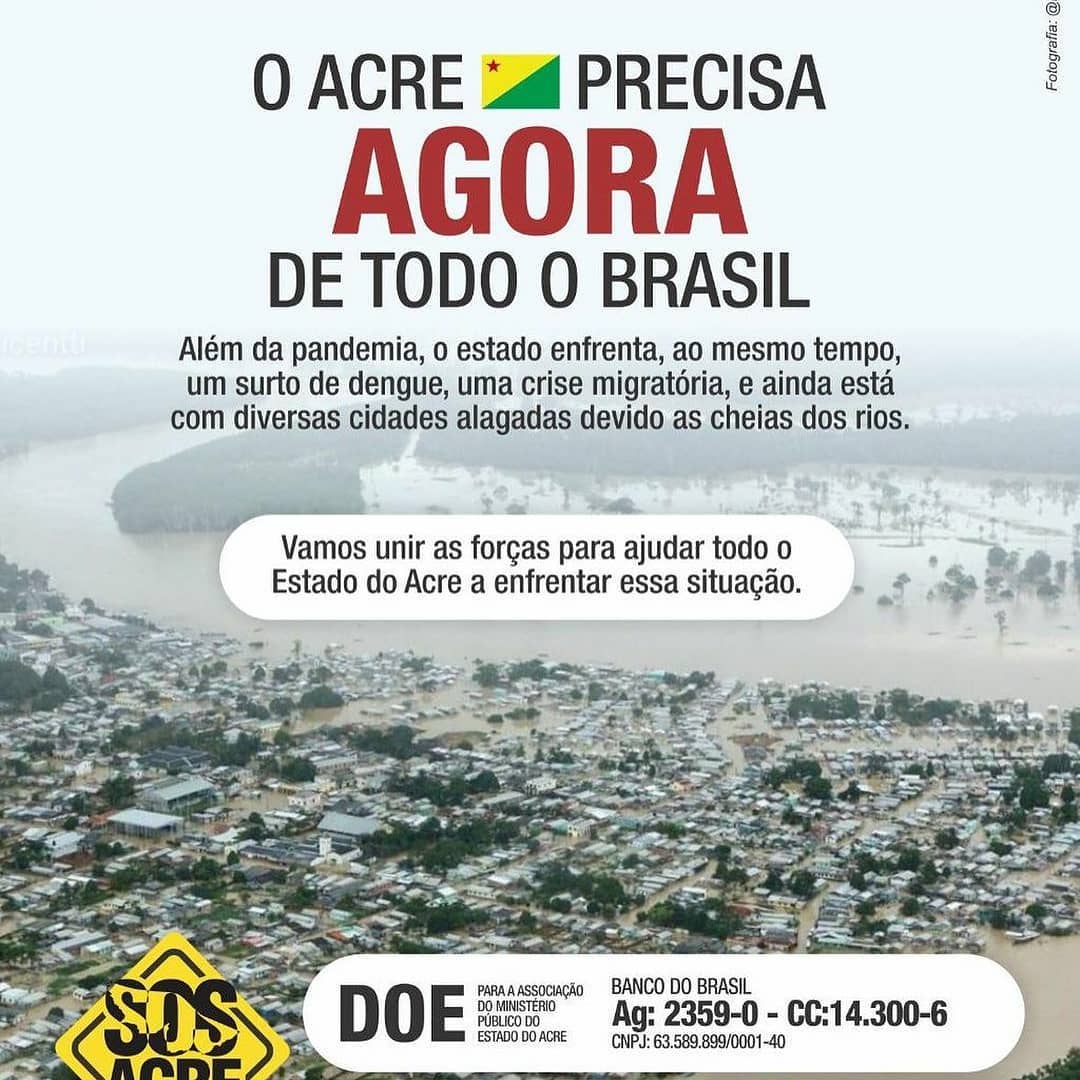 Fotografia: @
O ACRE PRECISA
AGORA
DE TODO O BRASIL
Além da pandemia, o estado enfrenta, ao mesmo tempo,
um surto de dengue, uma crise migratória, e ainda está
com diversas cidades alagadas devido as cheias dos rios.
Vamos unir as forças para ajudar todo o
Estado do Acre a enfrentar essa situação.
SOS
ACRE
DOE
PARA A ASSOCIAÇÃO
DO MINISTÉRIO
PÚBLICO DO
ESTADO DO ACRE
BANCO DO BRASIL
Ag: 2359-0 - CC:14.300-6
CNPJ: 63.589.899/0001-40